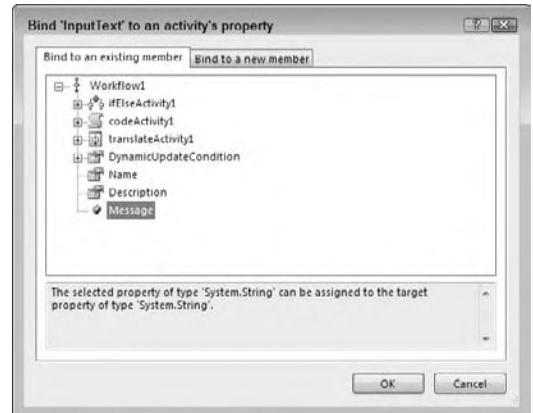 Bind 'InputText' to an activity's property
Bind to an existing member
Bind to a new member
Workflow1
ifElseActivity1
codeActivity1
translateActivity1
DynamicUpdateCondition
Name
Description
Message
The selected property of type 'System.String' can be assigned to the target
property of type 'System.String'.
OK
Cancel